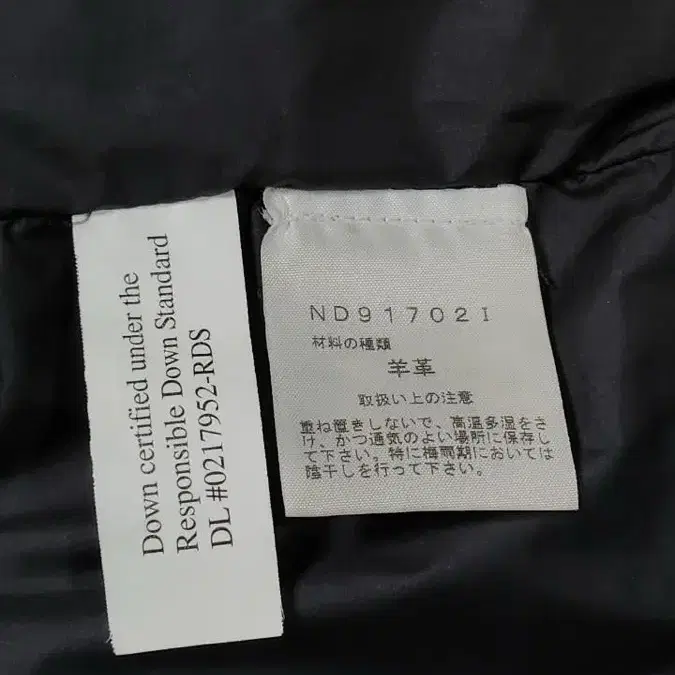 Down certified under the
Responsible Down Standard
DL #0217952-RDS
ND91702I
材料の種類
羊革
取扱い上の注意
重ね置きしないで、高温多湿をさ
け、かつ通気のよい場所に保存し
て下さい。特に梅雨期においては
陰干しを行って下さい。